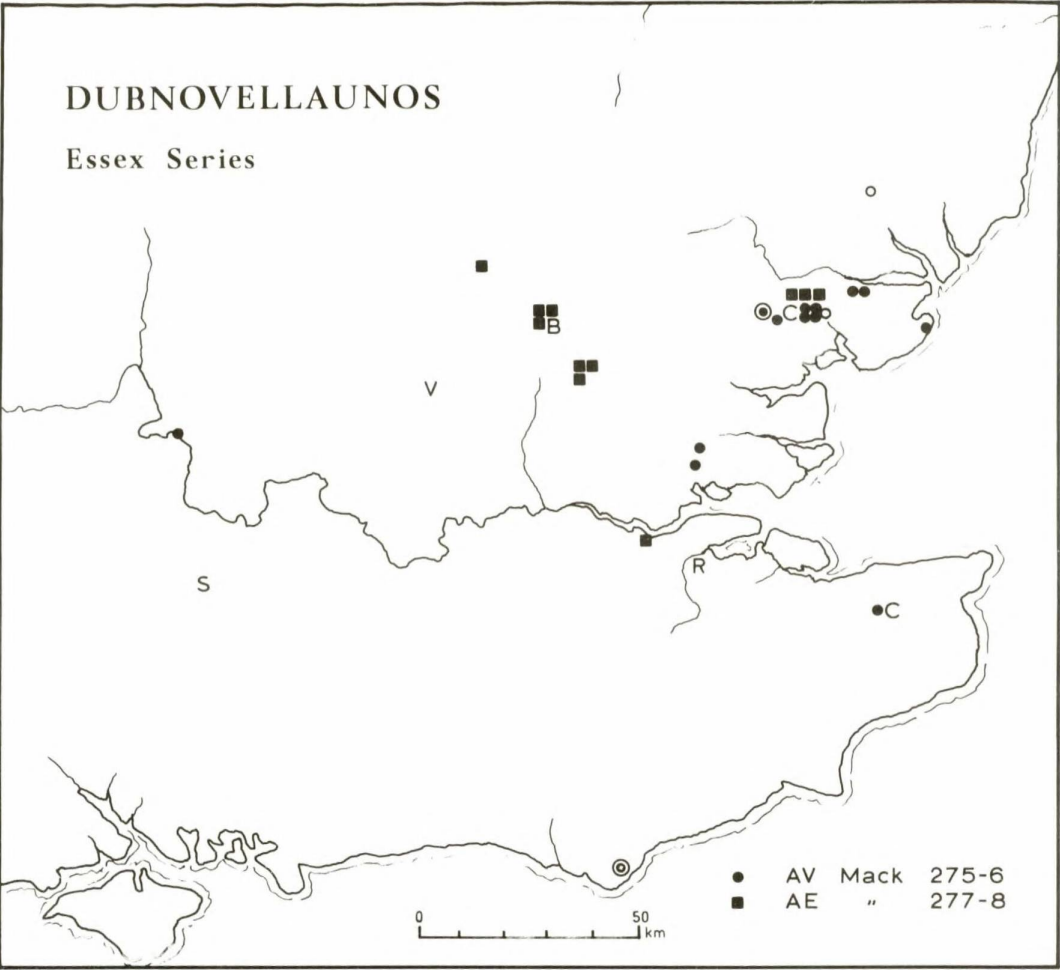 DUBNOVELLAUNOS
Essex Series
C
B
V
S
R
C
AV Mack 275-6
AE " 277-8
0 50
km